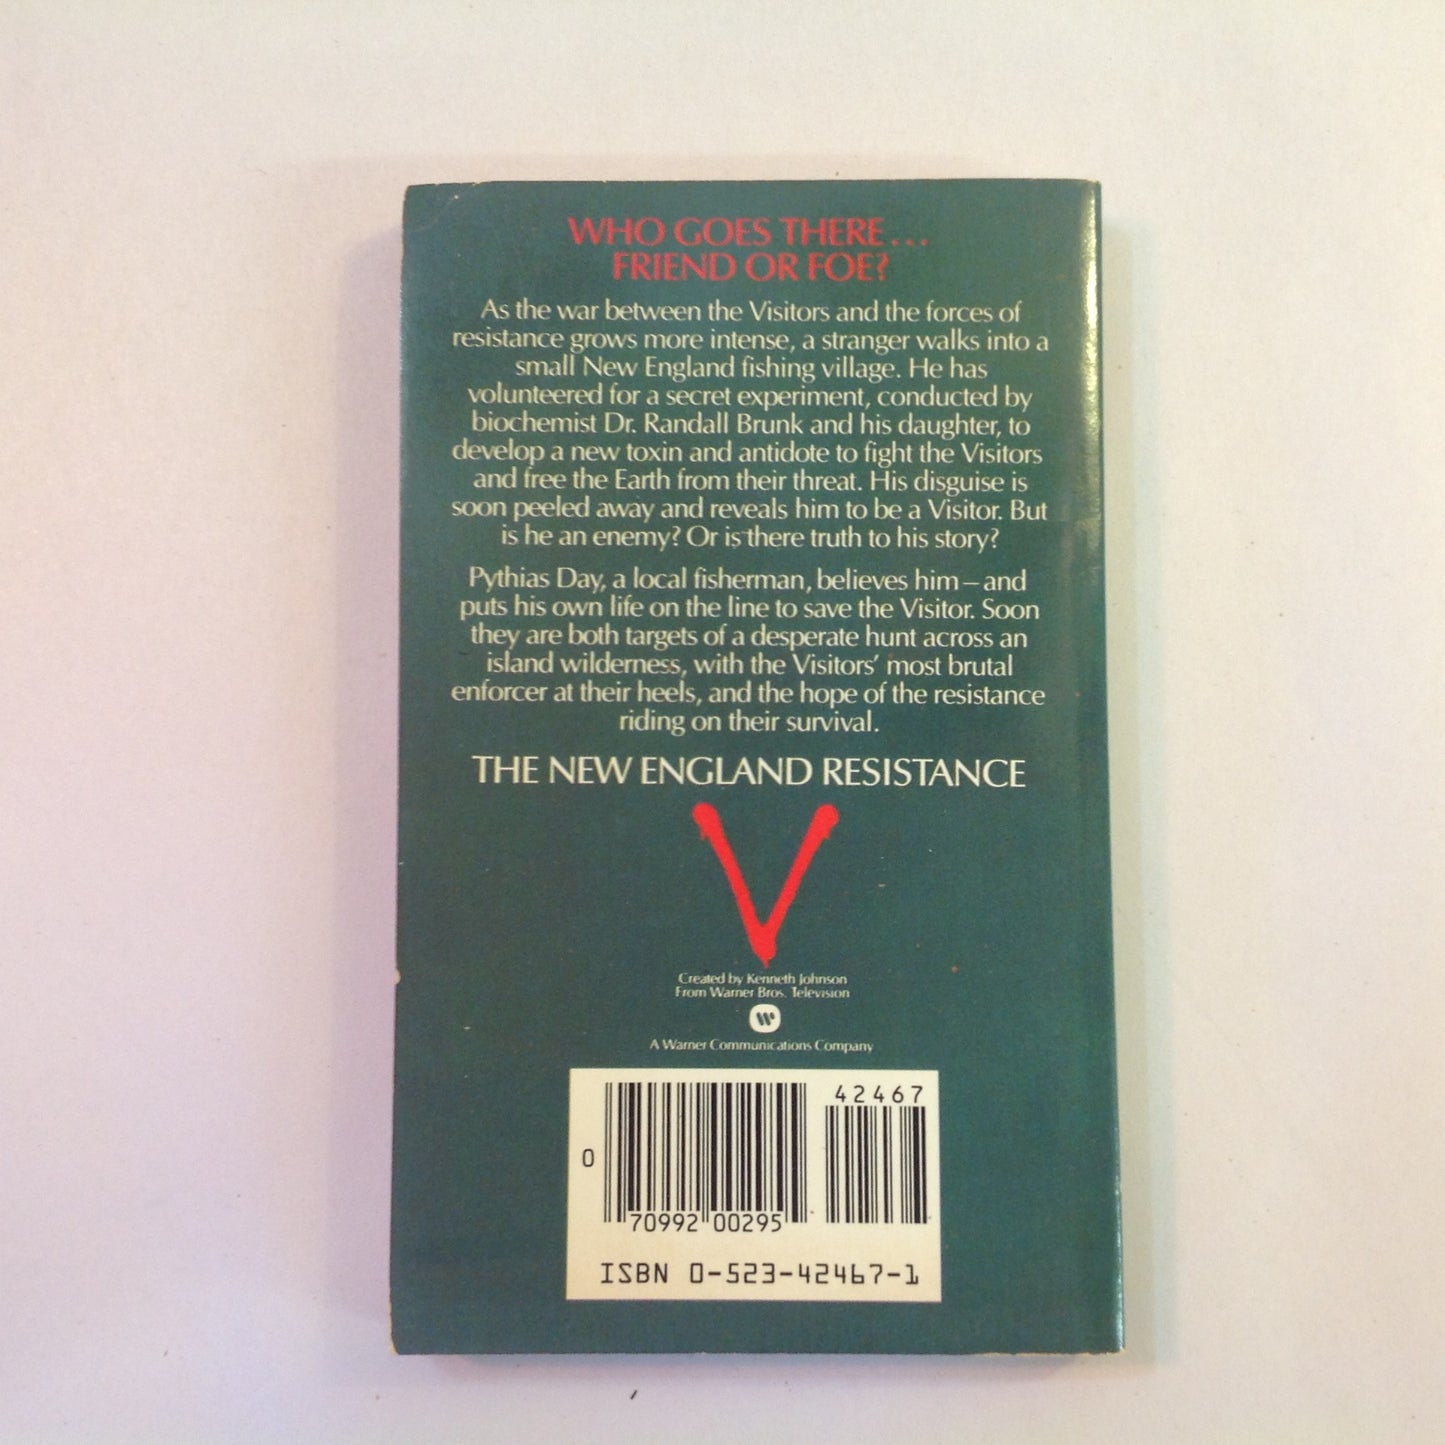 WHO GOES THERE...
FRIEND OR FOE?
As the war between the Visitors and the forces of
resistance grows more intense, a stranger walks into a
small New England fishing village. He has
volunteered for a secret experiment, conducted by
biochemist Dr. Randall Brunk and his daughter, to
develop a new toxin and antidote to fight the Visitors
and free the Earth from their threat. His disguise is
soon peeled away and reveals him to be a Visitor. But
is he an enemy? Or is there truth to his story?
Pythias Day, a local fisherman, believes him—and
puts his own life on the line to save the Visitor. Soon
they are both targets of a desperate hunt across an
island wilderness, with the Visitors' most brutal
enforcer at their heels, and the hope of the resistance
riding on their survival.
THE NEW ENGLAND RESISTANCE
V
Created by Kenneth Johnson
From Warner Bros. Television
W
A Warner Communications Company
42467
0
70992 00295
ISBN 0-523-42467-1